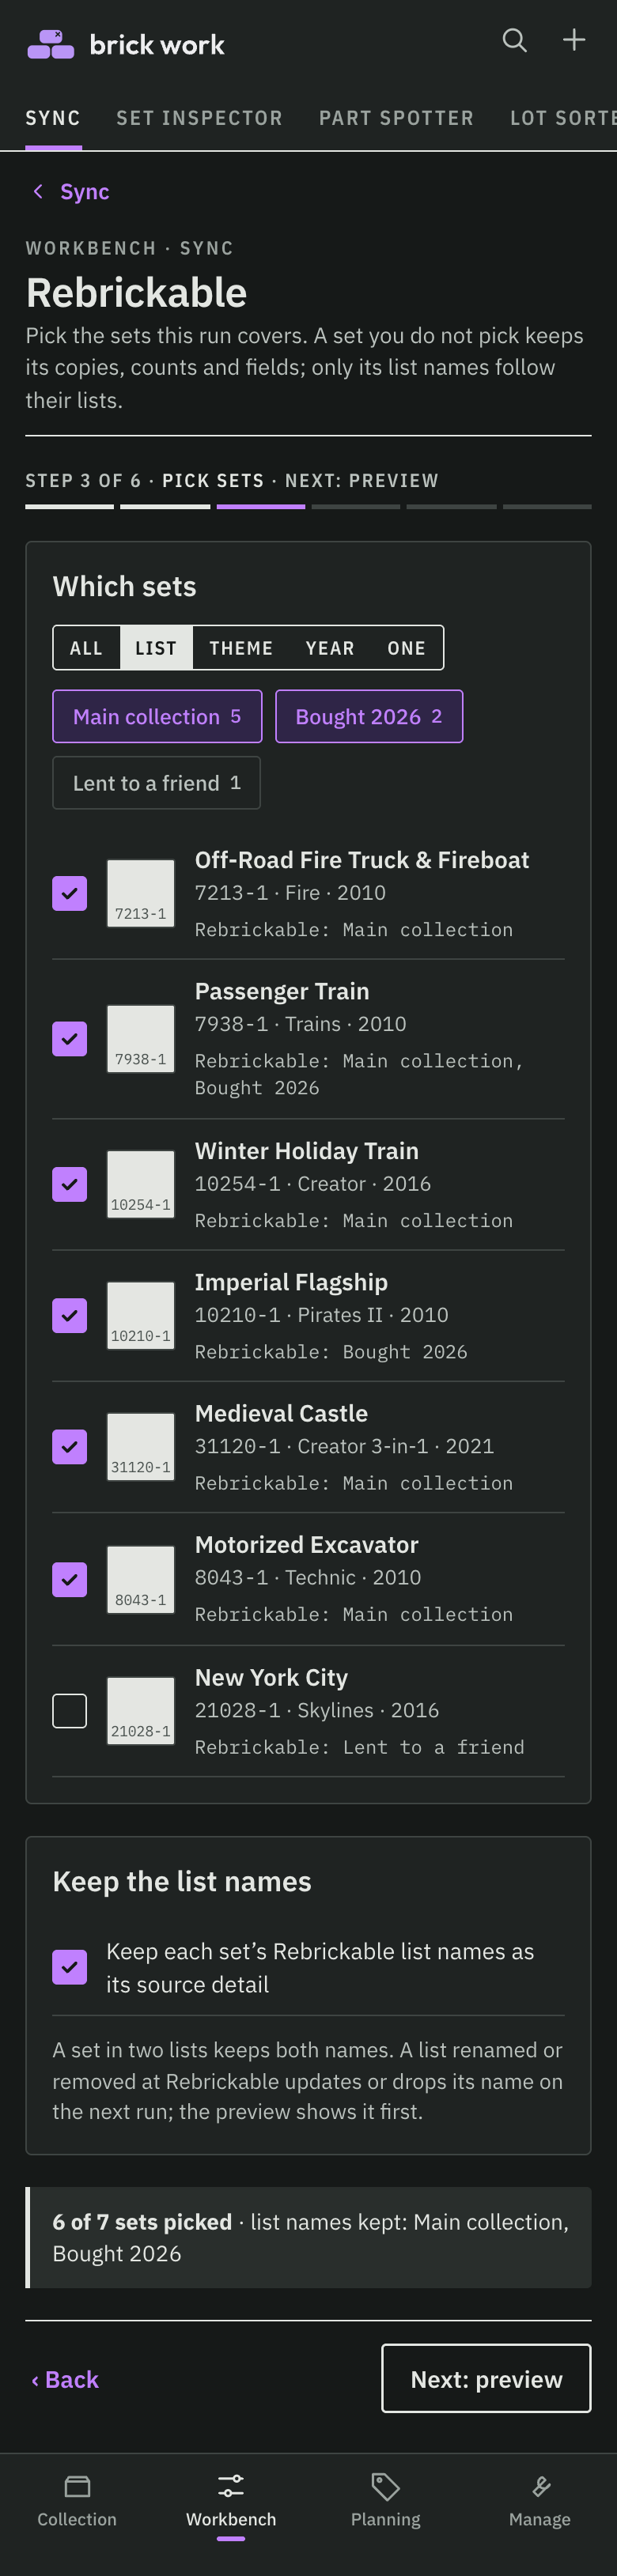 brick work
SYNC SET INSPECTOR PART SPOTTER LOT SORTE
Sync
WORKBENCH · SYNC
Rebrickable
Pick the sets this run covers. A set you do not pick keeps
its copies, counts and fields; only its list names follow
their lists.
STEP 3 OF 6 · PICK SETS · NEXT: PREVIEW
Which sets
ALL LIST THEME YEAR ONE
Main collection 5 Bought 2026 2
Lent to a friend 1
Off-Road Fire Truck & Fireboat
7213-1
7213-1 · Fire · 2010
Rebrickable: Main collection
Passenger Train
7938-1
7938-1 · Trains · 2010
Rebrickable: Main collection,
Bought 2026
Winter Holiday Train
10254-1
10254-1 · Creator · 2016
Rebrickable: Main collection
Imperial Flagship
10210-1
10210-1 · Pirates II · 2010
Rebrickable: Bought 2026
Medieval Castle
31120-1
31120-1 · Creator 3-in-1 · 2021
Rebrickable: Main collection
Motorized Excavator
8043-1
8043-1 · Technic · 2010
Rebrickable: Main collection
New York City
21028-1
21028-1 · Skylines · 2016
Rebrickable: Lent to a friend
Keep the list names
Keep each set’s Rebrickable list names as
its source detail
A set in two lists keeps both names. A list renamed or
removed at Rebrickable updates or drops its name on
the next run; the preview shows it first.
6 of 7 sets picked · list names kept: Main collection,
Bought 2026
‹ Back Next: preview
Collection Workbench Planning Manage